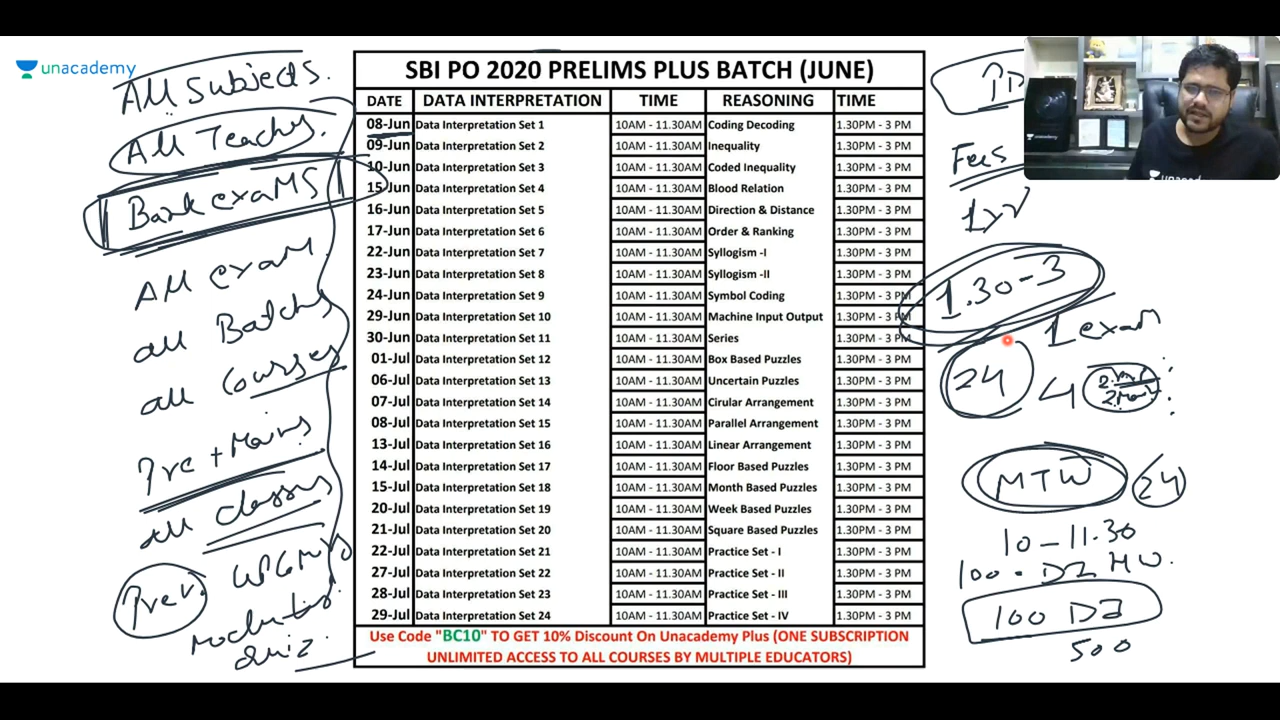 unacademy
All Subjects.
All Teachs.
Bank exaMS
All exaM.
all Batches
all Courses
Pre + Mains
all classes
Quiz
SBI PO 2020 PRELIMS PLUS BATCH (JUNE)
DATE DATA INTERPRETATION TIME REASONING TIME
08-Jun Data Interpretation Set 1 10AM - 11.30AM Coding Decoding 1.30PM - 3 PM
09-Jun Data Interpretation Set 2 10AM - 11.30AM Inequality 1.30PM - 3 PM
10-Jun Data Interpretation Set 3 10AM - 11.30AM Coded Inequality 1.30PM - 3 PM
15-Jun Data Interpretation Set 4 10AM - 11.30AM Blood Relation 1.30PM - 3 PM
16-Jun Data Interpretation Set 5 10AM - 11.30AM Direction & Distance 1.30PM - 3 PM
17-Jun Data Interpretation Set 6 10AM - 11.30AM Order & Ranking 1.30PM - 3 PM
22-Jun Data Interpretation Set 7 10AM - 11.30AM Syllogism -I 1.30PM - 3 PM
23-Jun Data Interpretation Set 8 10AM - 11.30AM Syllogism -II 1.30PM - 3 PM
24-Jun Data Interpretation Set 9 10AM - 11.30AM Symbol Coding 1.30PM - 3 PM
29-Jun Data Interpretation Set 10 10AM - 11.30AM Machine Input Output 1.30PM - 3 PM
30-Jun Data Interpretation Set 11 10AM - 11.30AM Series 1.30PM - 3 PM
01-Jul Data Interpretation Set 12 10AM - 11.30AM Box Based Puzzles 1.30PM - 3 PM
06-Jul Data Interpretation Set 13 10AM - 11.30AM Uncertain Puzzles 1.30PM - 3 PM
07-Jul Data Interpretation Set 14 10AM - 11.30AM Cirular Arrangement 1.30PM - 3 PM
08-Jul Data Interpretation Set 15 10AM - 11.30AM Parallel Arrangement 1.30PM - 3 PM
13-Jul Data Interpretation Set 16 10AM - 11.30AM Linear Arrangement 1.30PM - 3 PM
14-Jul Data Interpretation Set 17 10AM - 11.30AM Floor Based Puzzles 1.30PM - 3 PM
15-Jul Data Interpretation Set 18 10AM - 11.30AM Month Based Puzzles 1.30PM - 3 PM
20-Jul Data Interpretation Set 19 10AM - 11.30AM Week Based Puzzles 1.30PM - 3 PM
21-Jul Data Interpretation Set 20 10AM - 11.30AM Square Based Puzzles 1.30PM - 3 PM
22-Jul Data Interpretation Set 21 10AM - 11.30AM Practice Set - I 1.30PM - 3 PM
27-Jul Data Interpretation Set 22 10AM - 11.30AM Practice Set - II 1.30PM - 3 PM
28-Jul Data Interpretation Set 23 10AM - 11.30AM Practice Set - III 1.30PM - 3 PM
29-Jul Data Interpretation Set 24 10AM - 11.30AM Practice Set - IV 1.30PM - 3 PM
Use Code "BC10" TO GET 10% Discount On Unacademy Plus (ONE SUBSCRIPTION
UNLIMITED ACCESS TO ALL COURSES BY MULTIPLE EDUCATORS)
Fees
1yr
1.30-3
1 exam
24 4
MTW 24
10-11.30
100 DI
500
unacademy